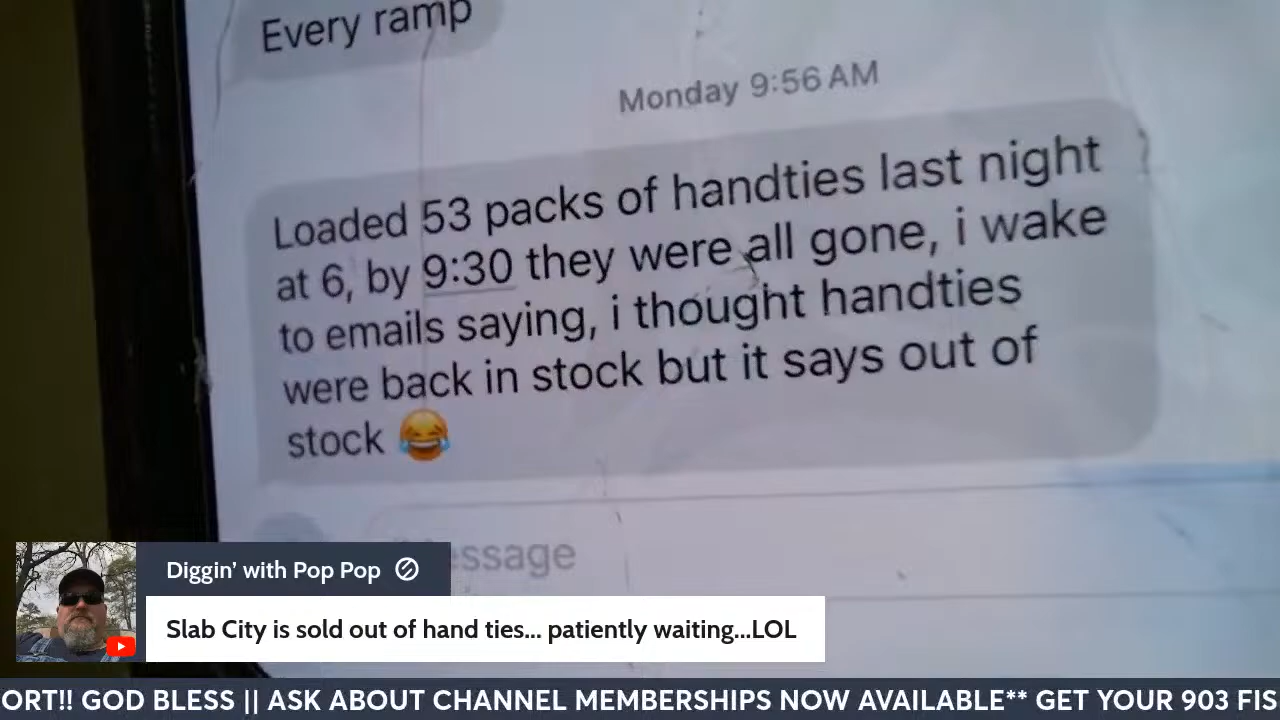 Every ramp
Monday 9:56 AM
Loaded 53 packs of handties last night
at 6, by 9:30 they were all gone, i wake
to emails saying, i thought handties
were back in stock but it says out of
stock 😂
essage
Diggin’ with Pop Pop
Slab City is sold out of hand ties... patiently waiting...LOL
ORT!! GOD BLESS || ASK ABOUT CHANNEL MEMBERSHIPS NOW AVAILABLE** GET YOUR 903 FIS